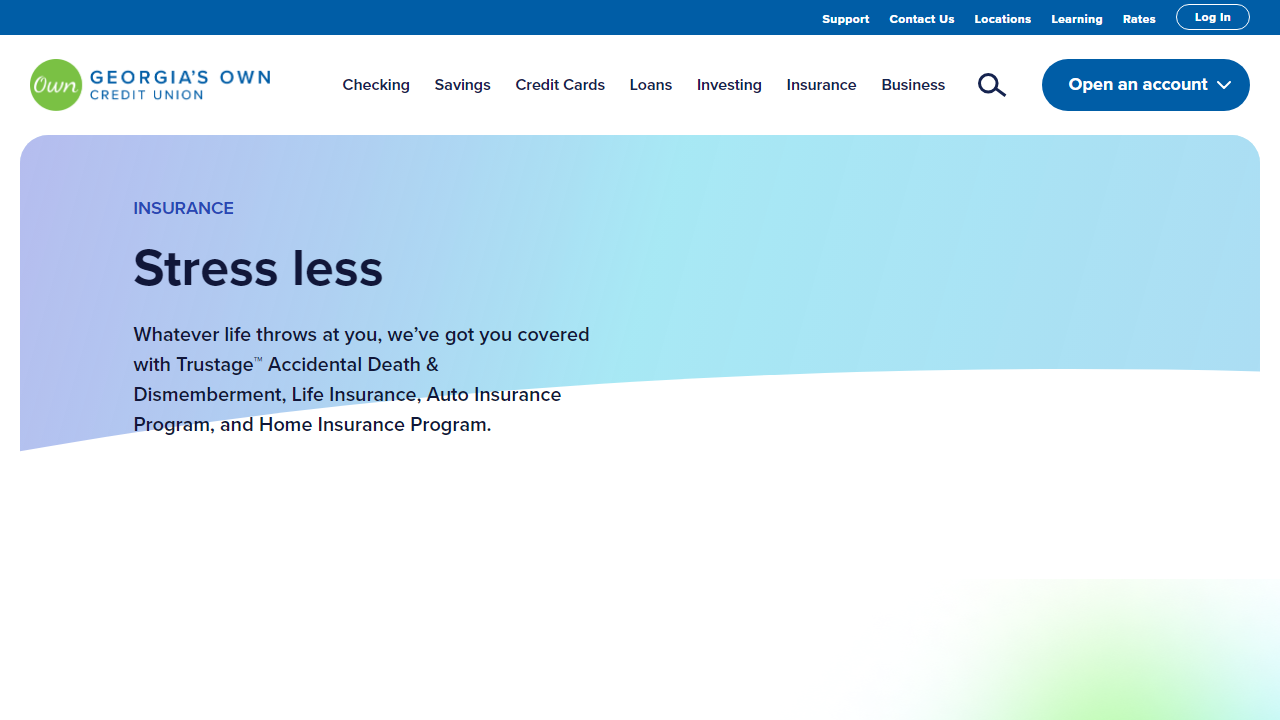 Support Contact Us Locations Learning Rates Log In
Own GEORGIA'S OWN
CREDIT UNION
Checking Savings Credit Cards Loans Investing Insurance Business Open an account
INSURANCE
Stress less
Whatever life throws at you, we've got you covered
with Trustage™ Accidental Death &
Dismemberment, Life Insurance, Auto Insurance
Program, and Home Insurance Program.